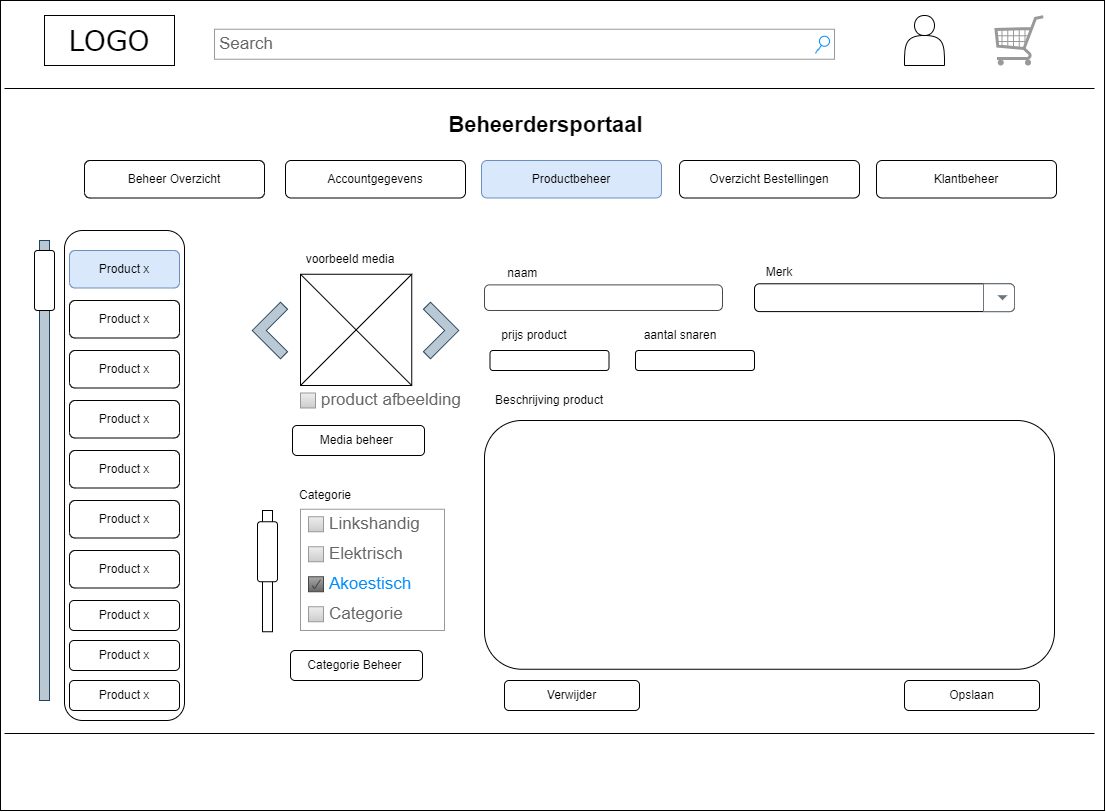 LOGO
Search
Beheerdersportaal
Beheer Overzicht
Accountgegevens
Productbeheer
Overzicht Bestellingen
Klantbeheer
Product x
Product x
Product x
Product x
Product x
Product x
Product x
Product x
Product x
Product x
voorbeeld media
product afbeelding
Media beheer
Categorie
Linkshandig
Elektrisch
Akoestisch
Categorie
Categorie Beheer
naam
Merk
prijs product
aantal snaren
Beschrijving product
Verwijder
Opslaan